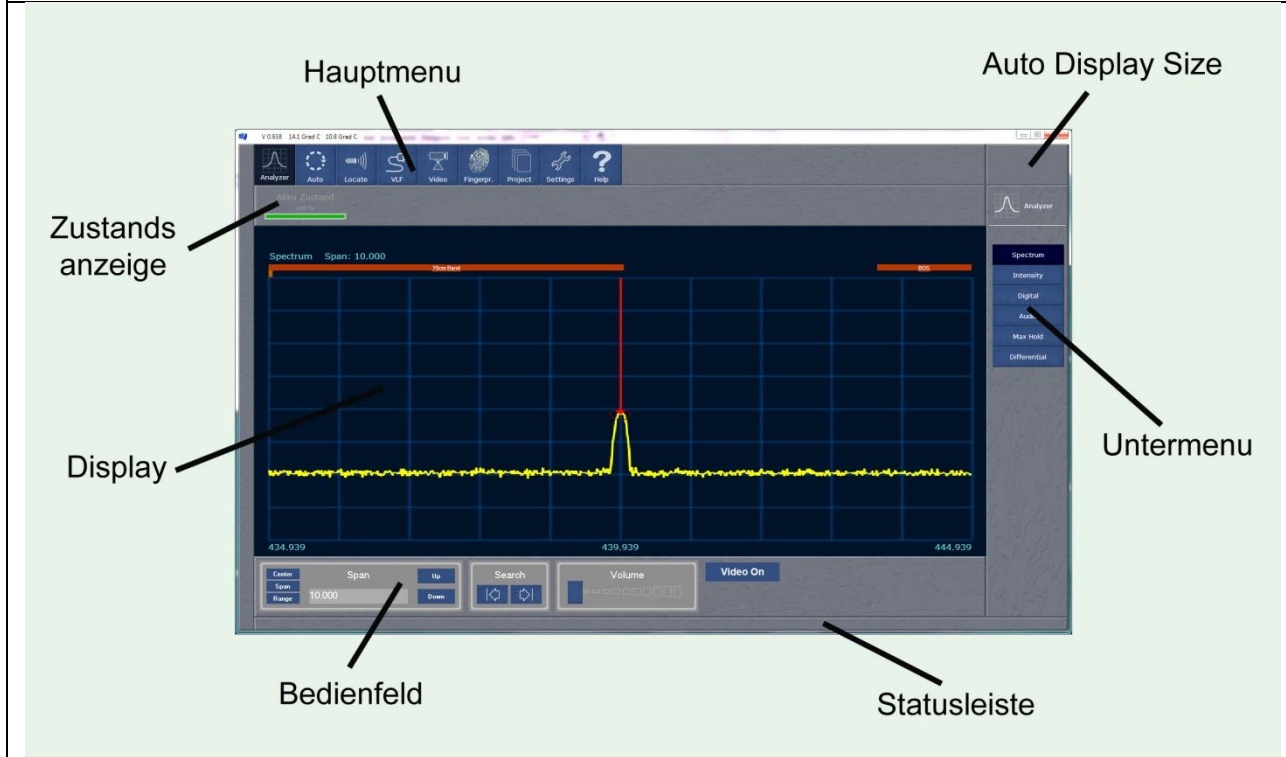 Hauptmenu
Auto Display Size
V 0.938 14.1 Grad C 10.8 Grad C
Analyzer Auto Locate VLF Video Fingerpr. Project Settings Help
Akku Zustand
Analyzer
Zustands
anzeige
Spectrum Span: 10.000
70cm Band BOS
Spectrum
Intensity
Digital
Max Hold
Differential
Display
Untermenu
434.939 439.939 444.939
Center Span Up Search Volume Video On
Span
Range 10.000 Down
Bedienfeld
Statusleiste